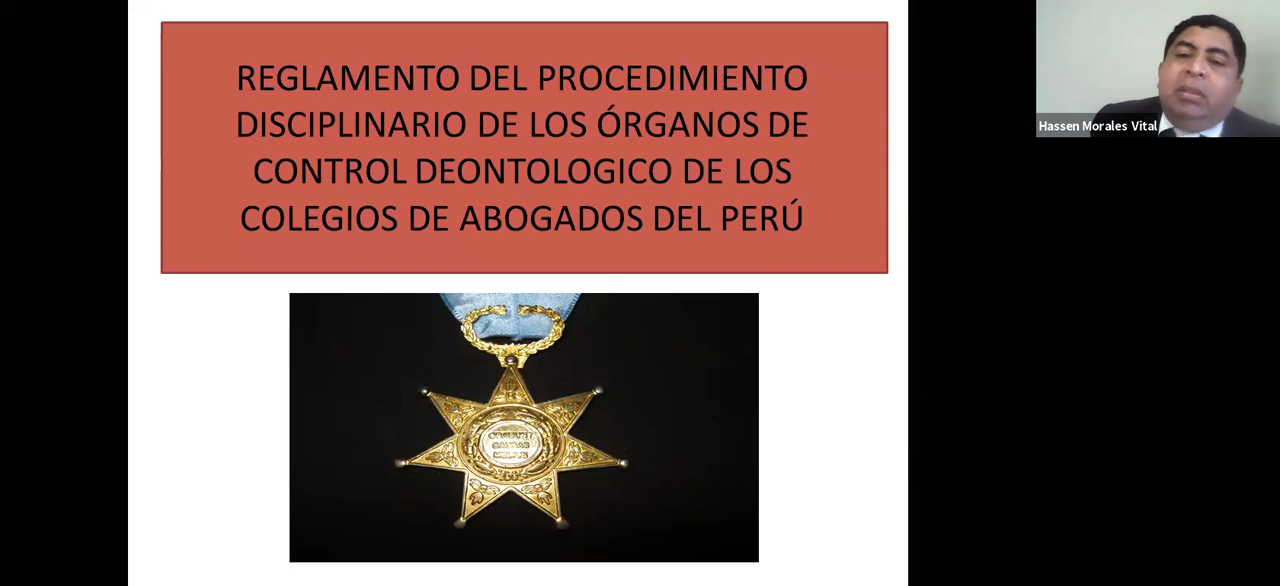 REGLAMENTO DEL PROCEDIMIENTO
DISCIPLINARIO DE LOS ÓRGANOS DE
CONTROL DEONTOLOGICO DE LOS
COLEGIOS DE ABOGADOS DEL PERÚ
Hassen Morales Vital